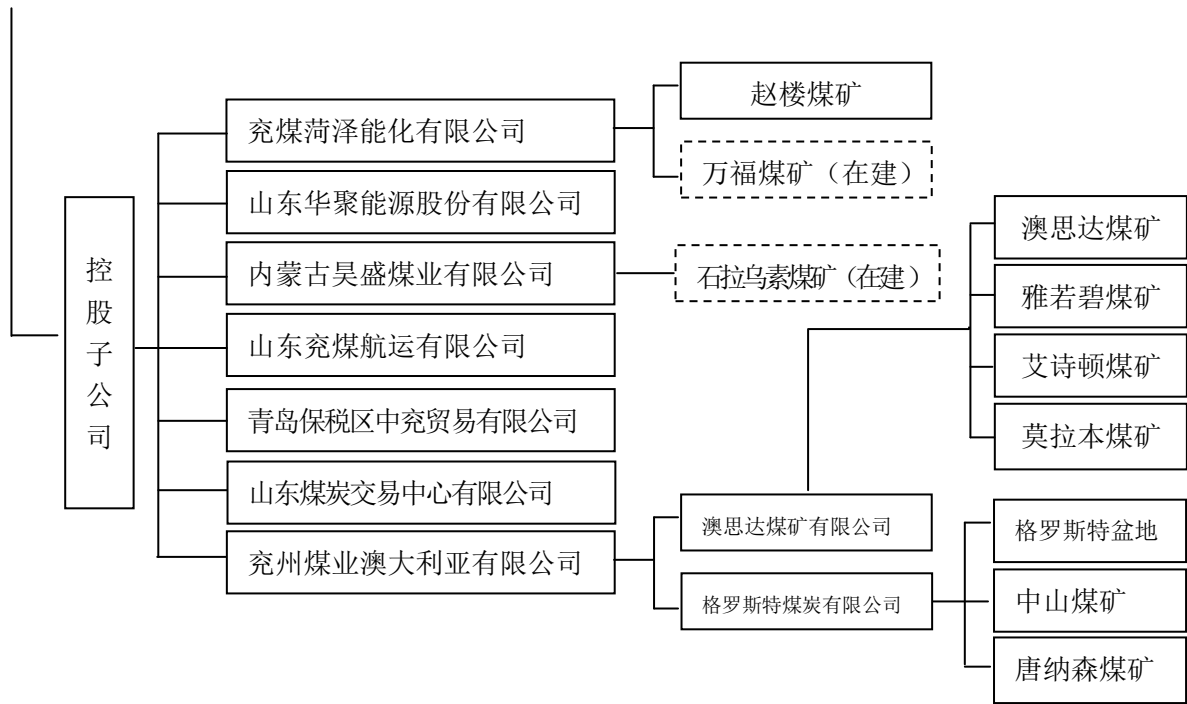 控股子公司
兖煤菏泽能化有限公司
山东华聚能源股份有限公司
内蒙古昊盛煤业有限公司
山东兖煤航运有限公司
青岛保税区中兖贸易有限公司
山东煤炭交易中心有限公司
兖州煤业澳大利亚有限公司
赵楼煤矿
万福煤矿（在建）
石拉乌素煤矿（在建）
澳思达煤矿有限公司
格罗斯特煤炭有限公司
澳思达煤矿
雅若碧煤矿
艾诗顿煤矿
莫拉本煤矿
格罗斯特盆地
中山煤矿
唐纳森煤矿